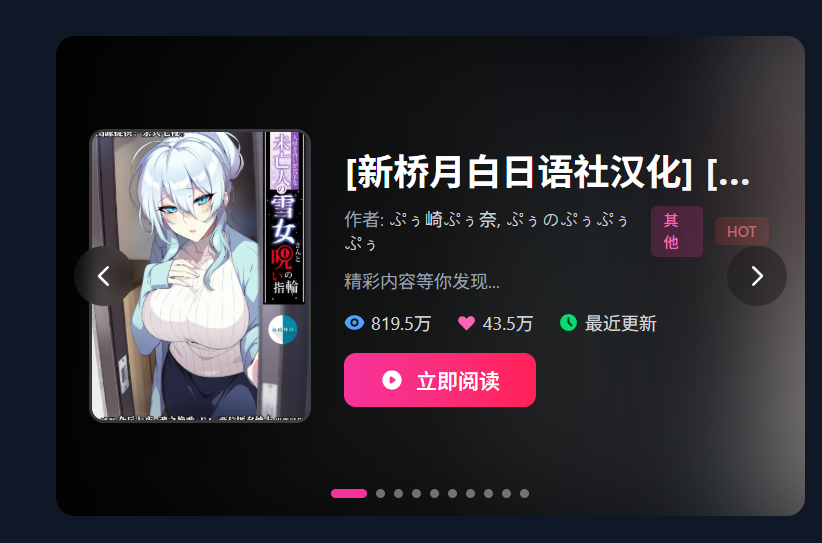 [新桥月白日语社汉化] [...
作者: ぷぅ崎ぷぅ奈, ぷぅのぷぅぷぅ
ぷぅ
其
他
HOT
精彩内容等你发现...
819.5万
43.5万
最近更新
立即阅读
未亡人の
雪女
さんと
呪いの
指輪